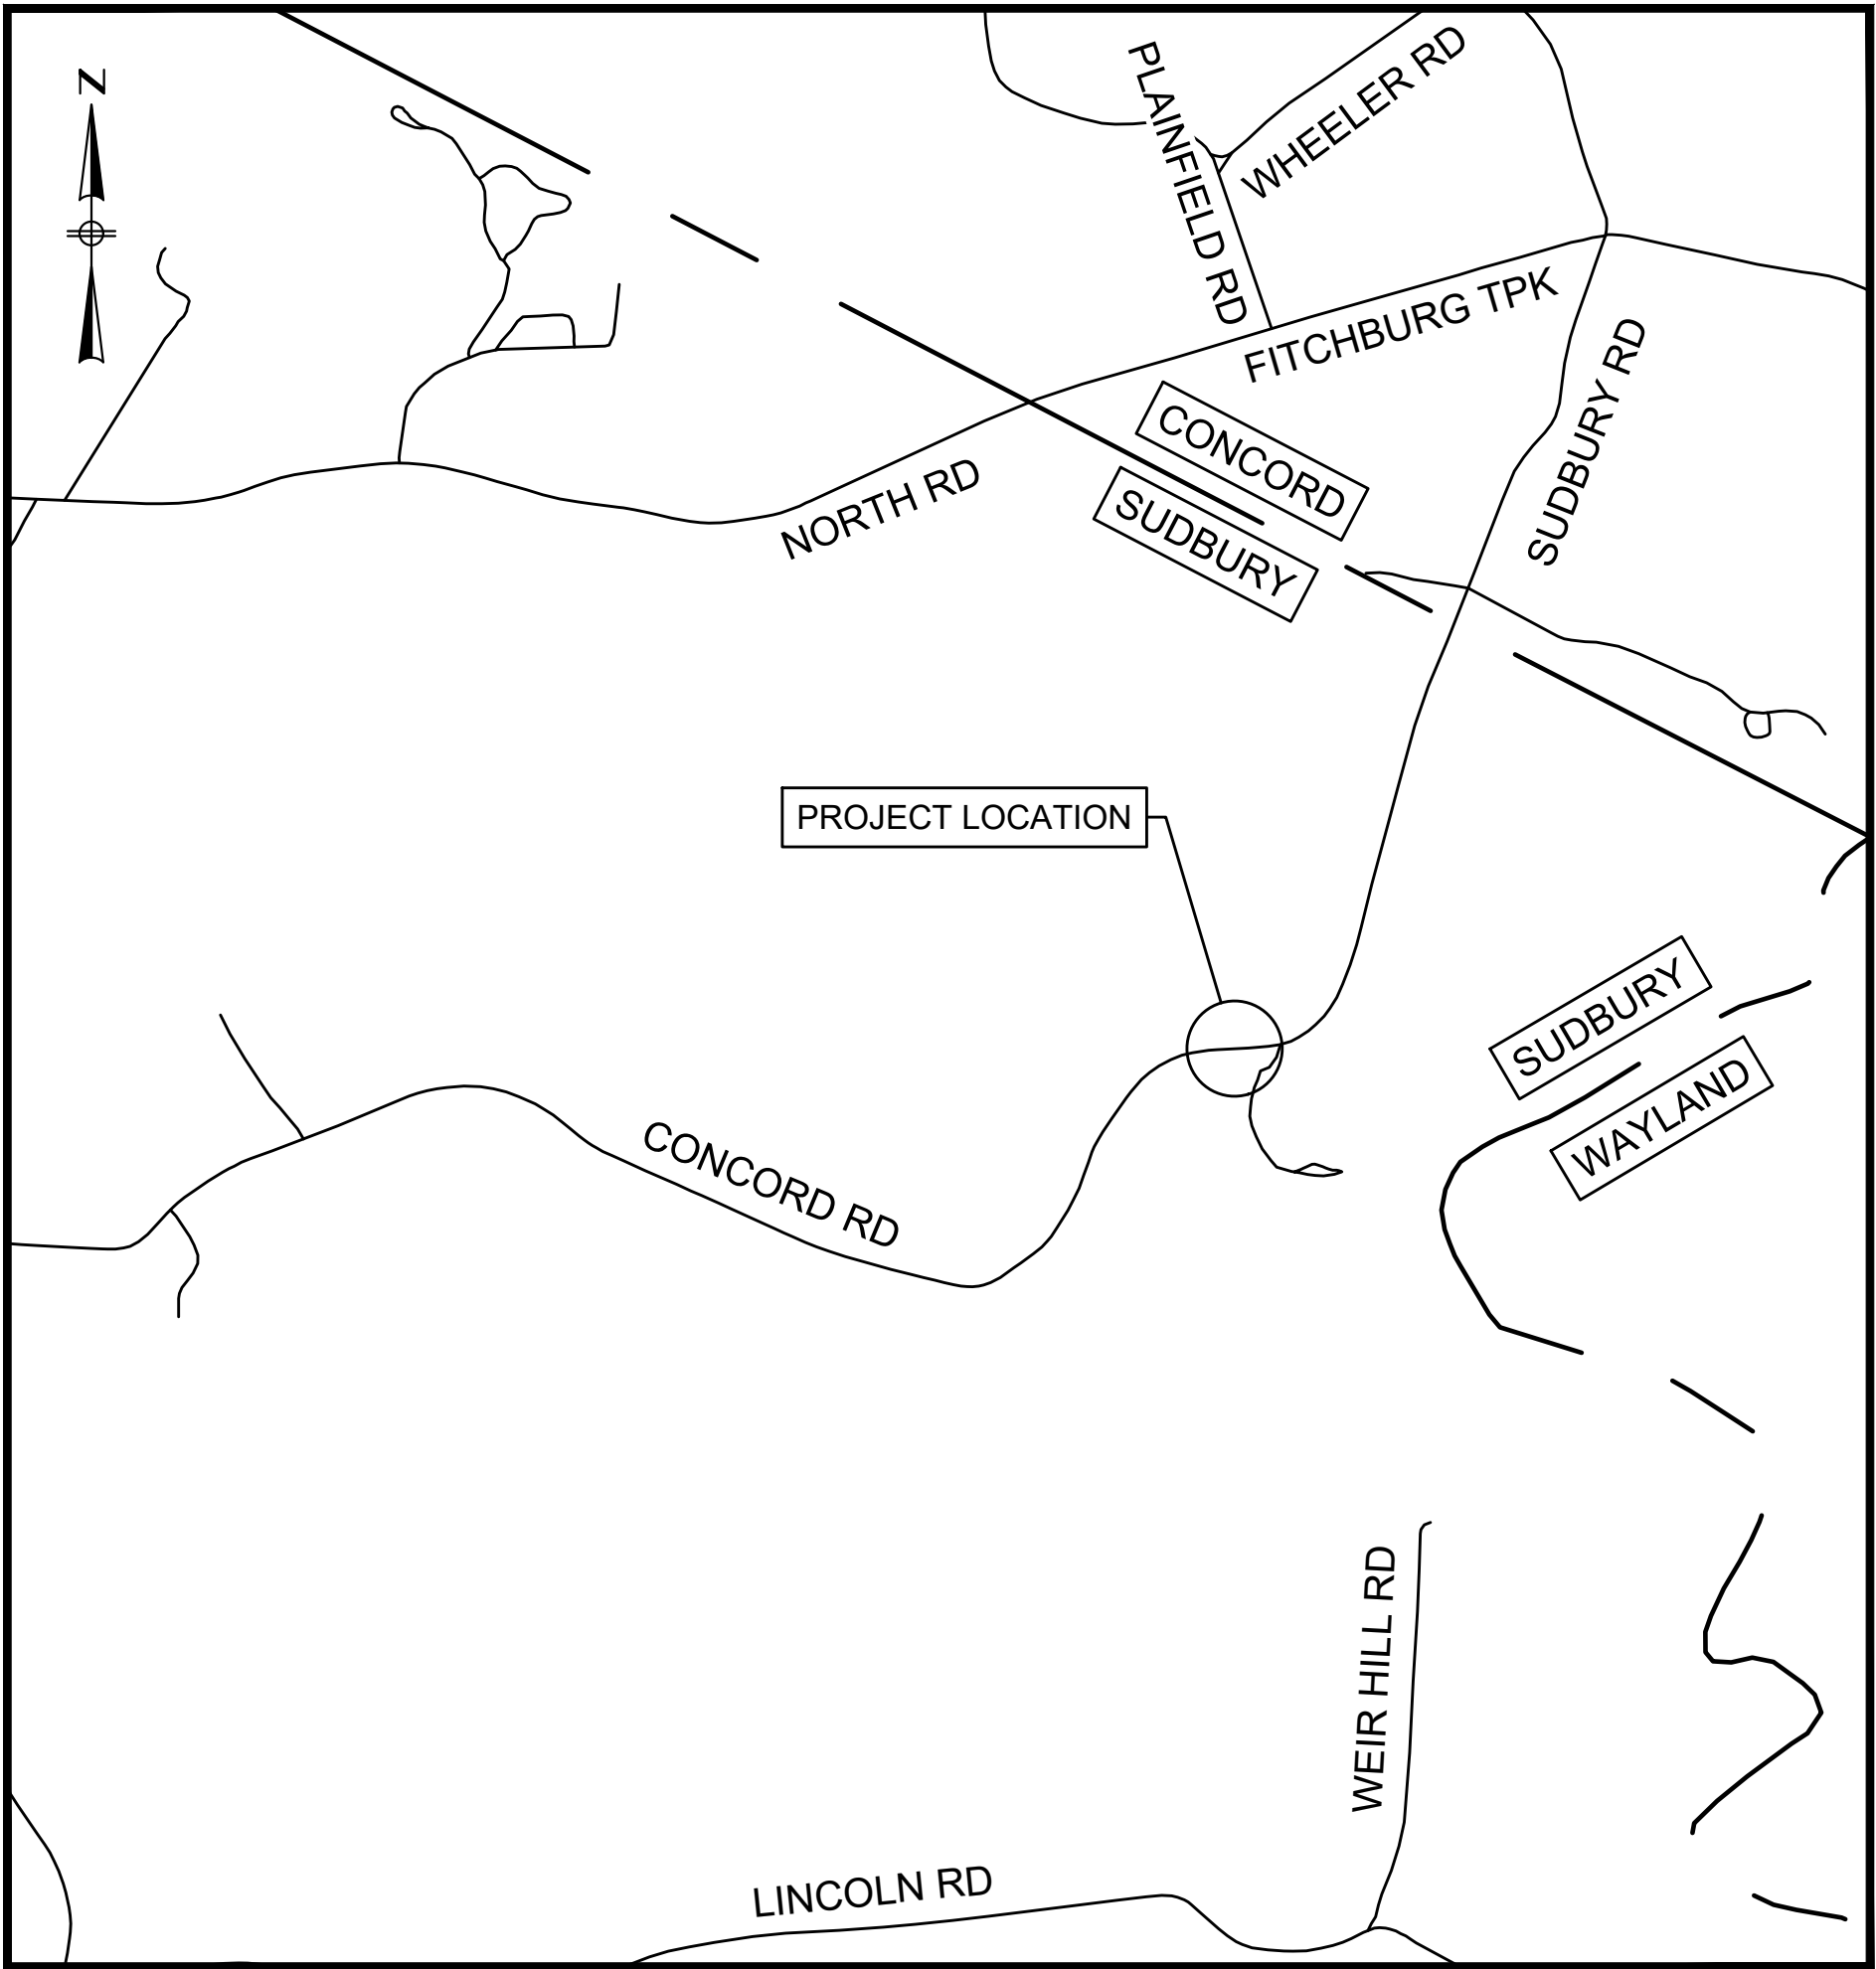 N
PLAINFIELD RD
WHEELER RD
FITCHBURG TPK
SUDBURY RD
CONCORD
SUDBURY
NORTH RD
PROJECT LOCATION
SUDBURY
WAYLAND
CONCORD RD
WEIR HILL RD
LINCOLN RD